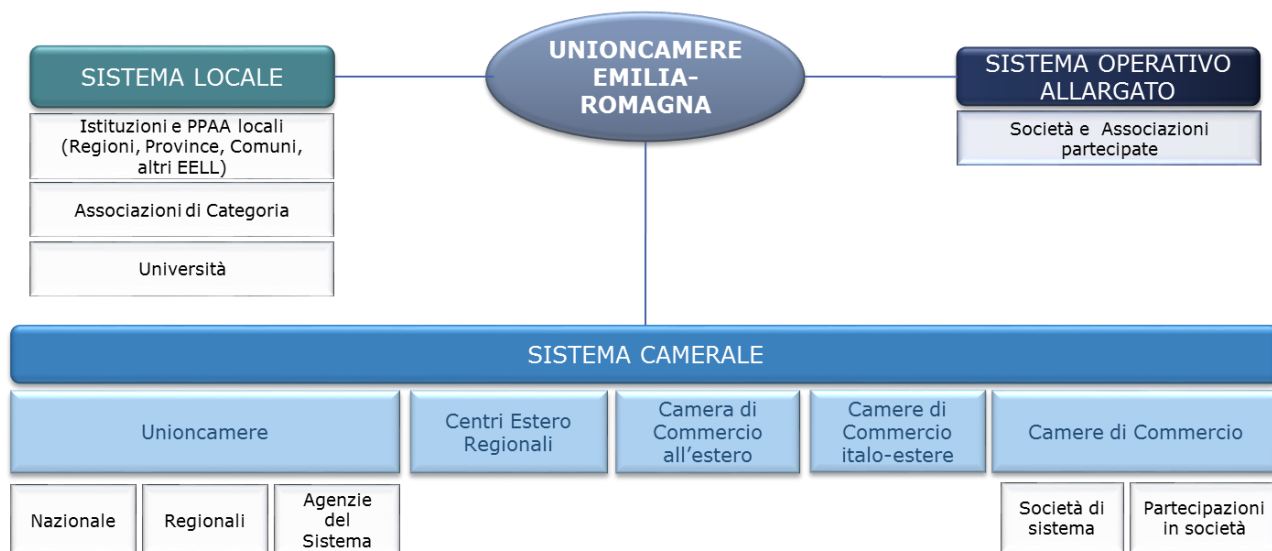 UNIONCAMERE
EMILIA-
ROMAGNA
SISTEMA LOCALE
Istituzioni e PPAA locali
(Regioni, Province, Comuni,
altri EELL)
Associazioni di Categoria
Università
SISTEMA OPERATIVO
ALLARGATO
Società e Associazioni
partecipate
SISTEMA CAMERALE
Unioncamere
Centri Estero
Regionali
Camera di
Commercio
all'estero
Camere di
Commercio
italo-estere
Camere di Commercio
Nazionale
Regionali
Agenzie
del
Sistema
Società di
sistema
Partecipazioni
in società